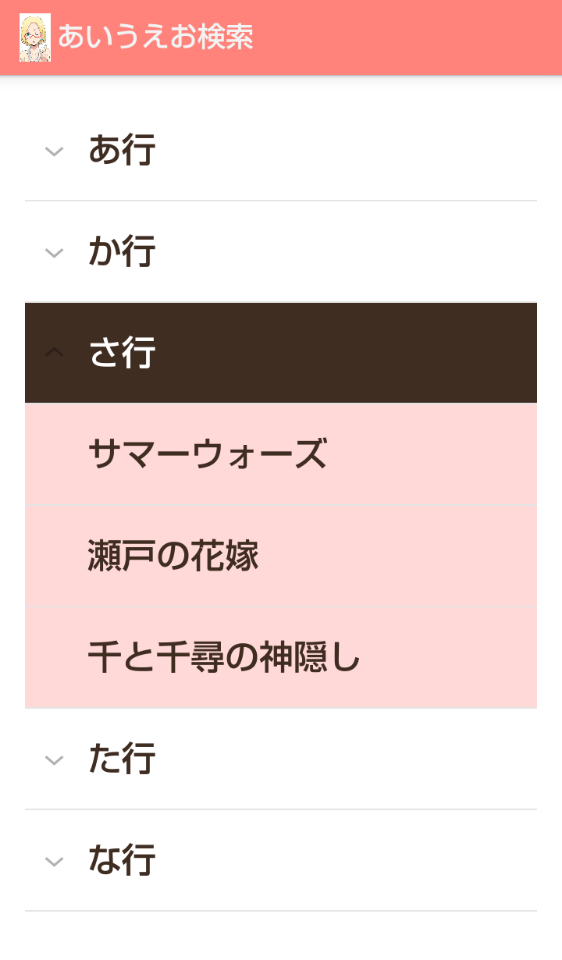 あいうえお検索
あ行
か行
さ行
サマーウォーズ
瀬戸の花嫁
千と千尋の神隠し
た行
な行